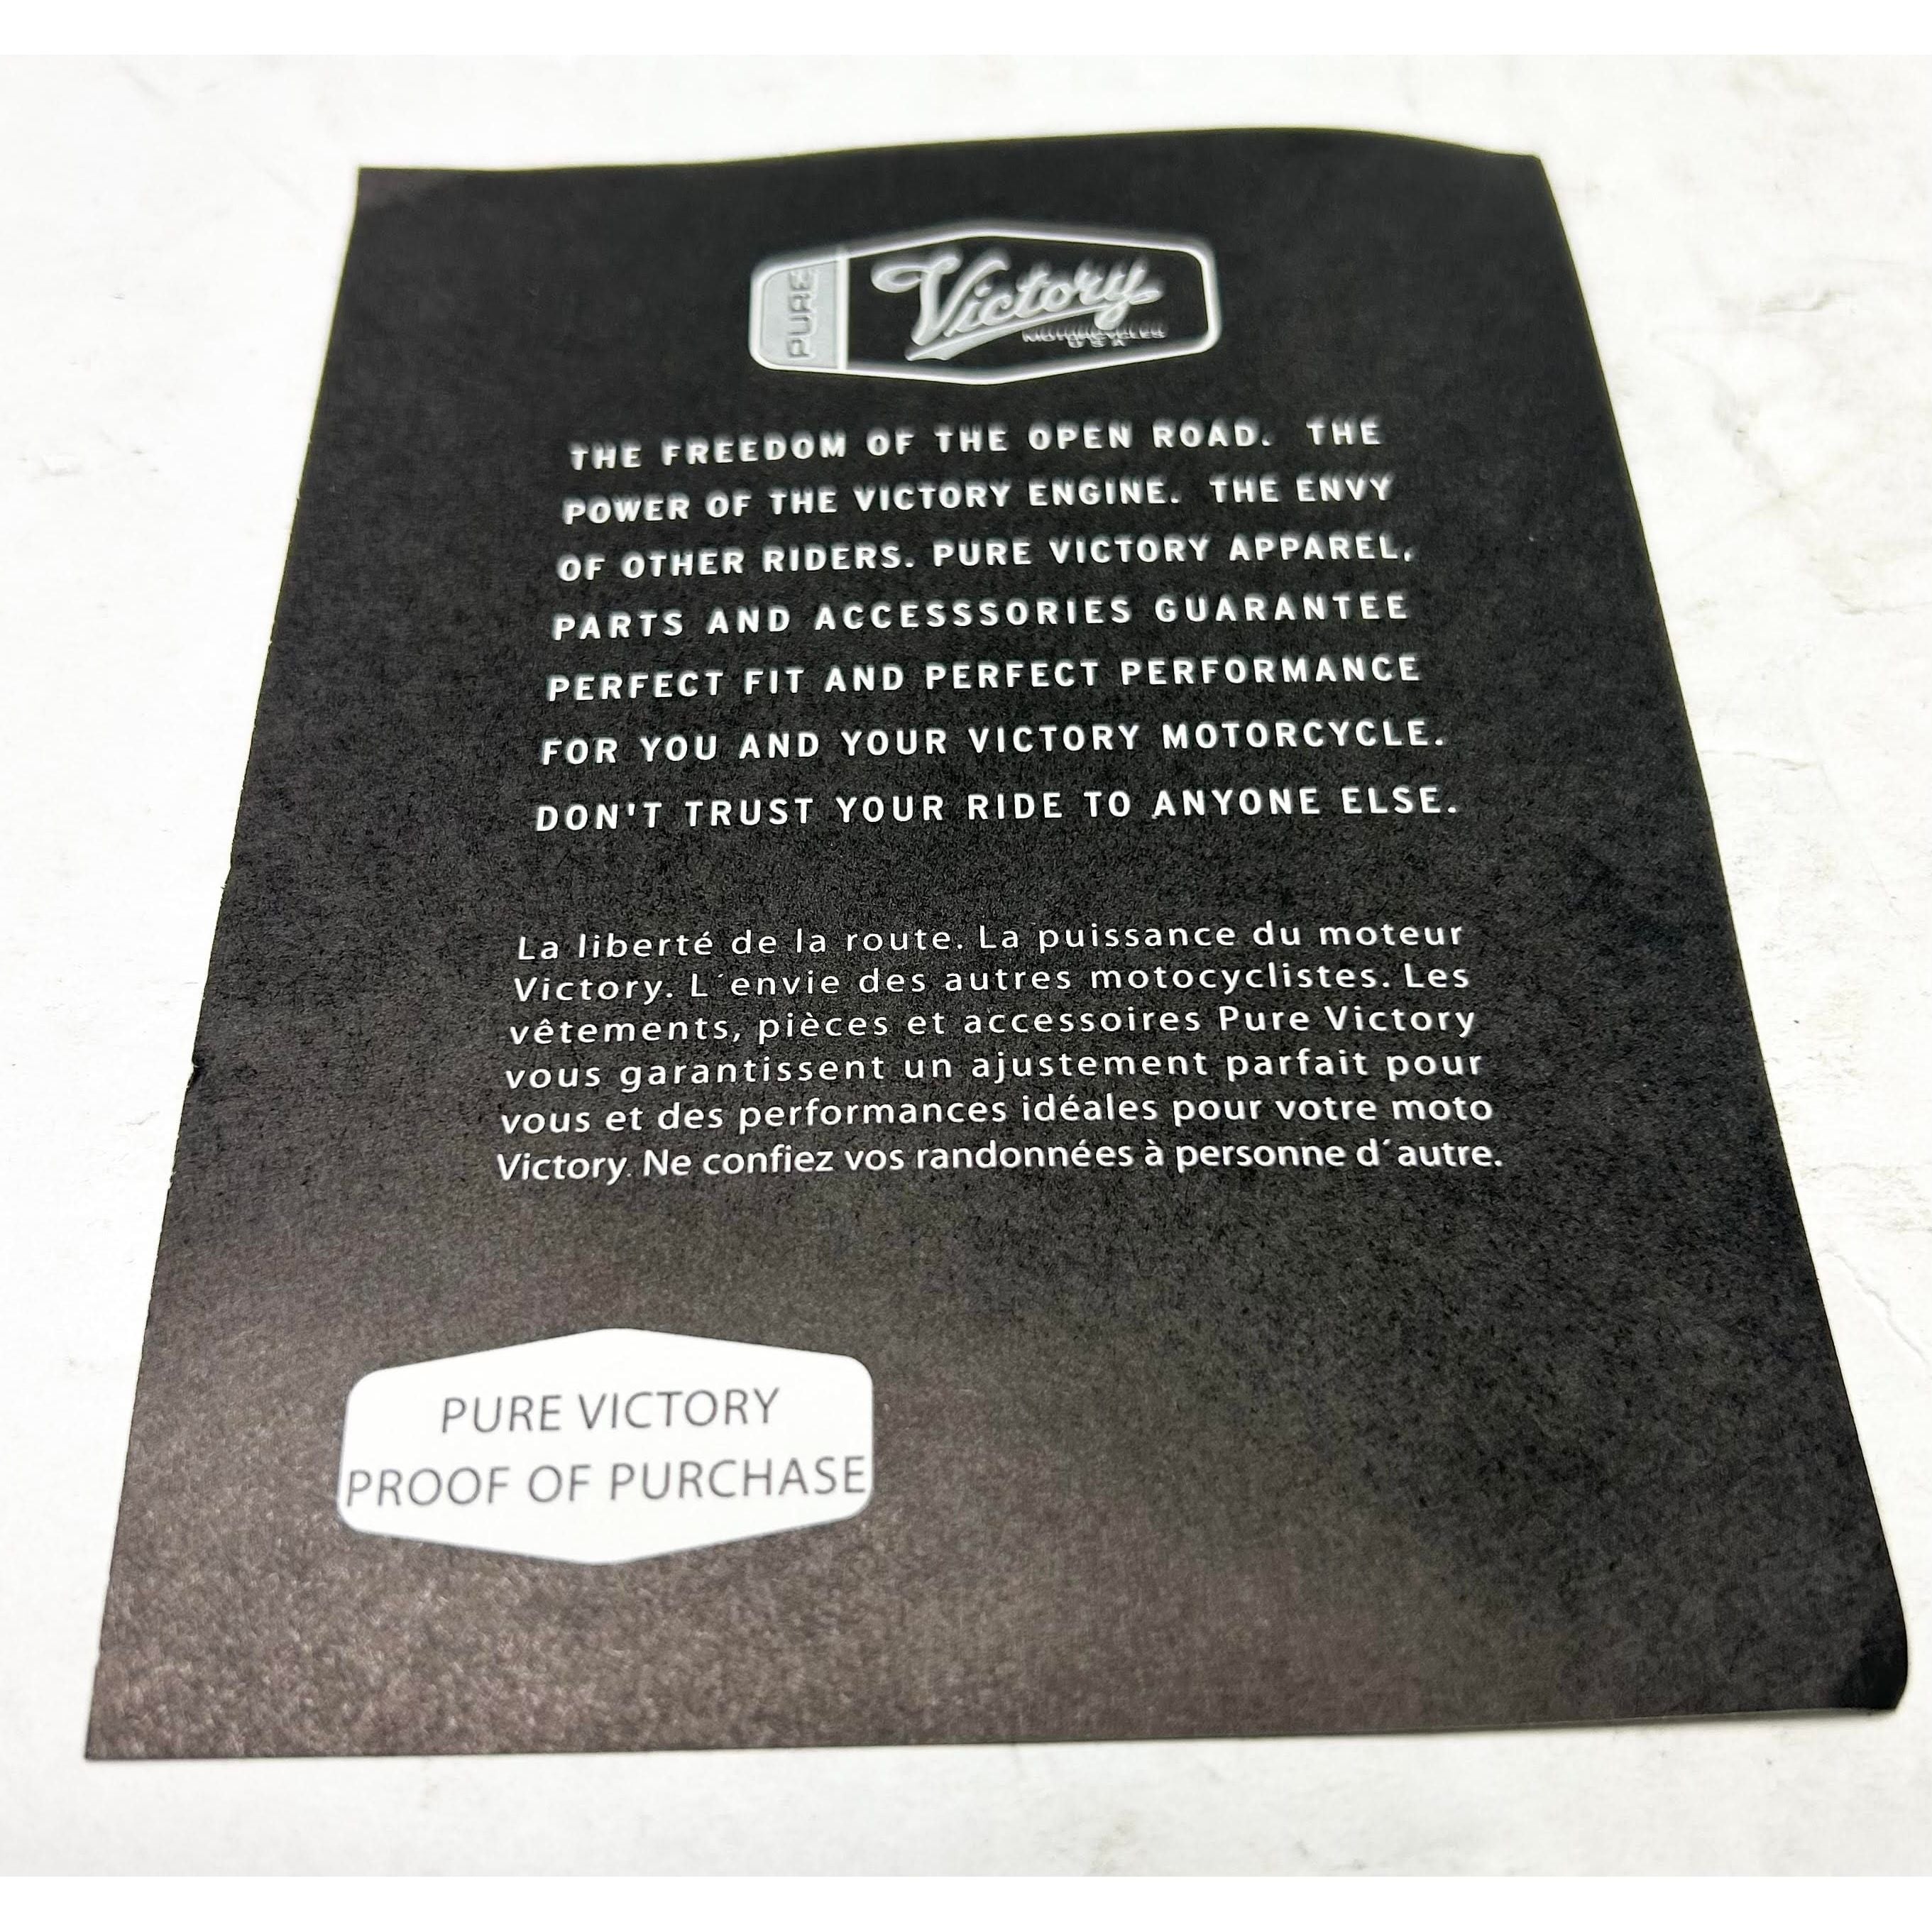 PURE
Victory
MOTORCYCLES
USA
THE FREEDOM OF THE OPEN ROAD. THE
POWER OF THE VICTORY ENGINE. THE ENVY
OF OTHER RIDERS. PURE VICTORY APPAREL,
PARTS AND ACCESSSORIES GUARANTEE
PERFECT FIT AND PERFECT PERFORMANCE
FOR YOU AND YOUR VICTORY MOTORCYCLE.
DON'T TRUST YOUR RIDE TO ANYONE ELSE.
La liberté de la route. La puissance du moteur
Victory. L´envie des autres motocyclistes. Les
vêtements, pièces et accessoires Pure Victory
vous garantissent un ajustement parfait pour
vous et des performances idéales pour votre moto
Victory. Ne confiez vos randonnées à personne d´autre.
PURE VICTORY
PROOF OF PURCHASE